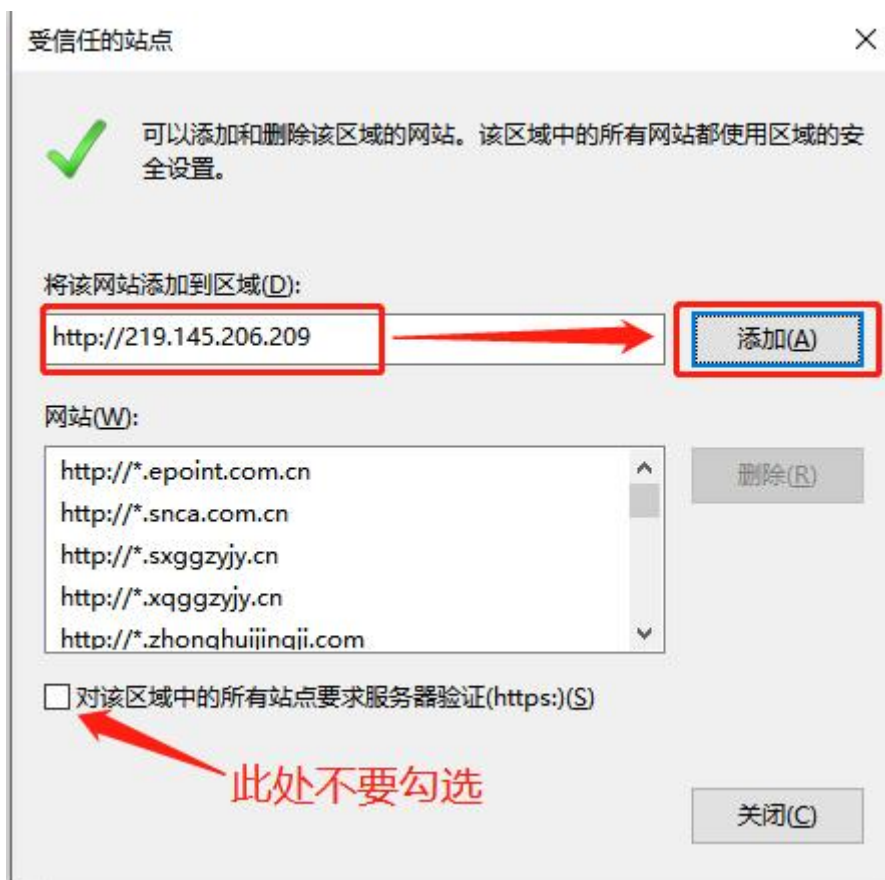 受信任的站点
可以添加和删除该区域的网站。该区域中的所有网站都使用区域的安
全设置。
将该网站添加到区域(D):
http://219.145.206.209
添加(A)
网站(W):
http://*.epoint.com.cn
删除(R)
http://*.snca.com.cn
http://*.sxggzyjy.cn
http://*.xqggzyjy.cn
http://*.zhonghuijingji.com
对该区域中的所有站点要求服务器验证(https:)(S)
此处不要勾选
关闭(C)